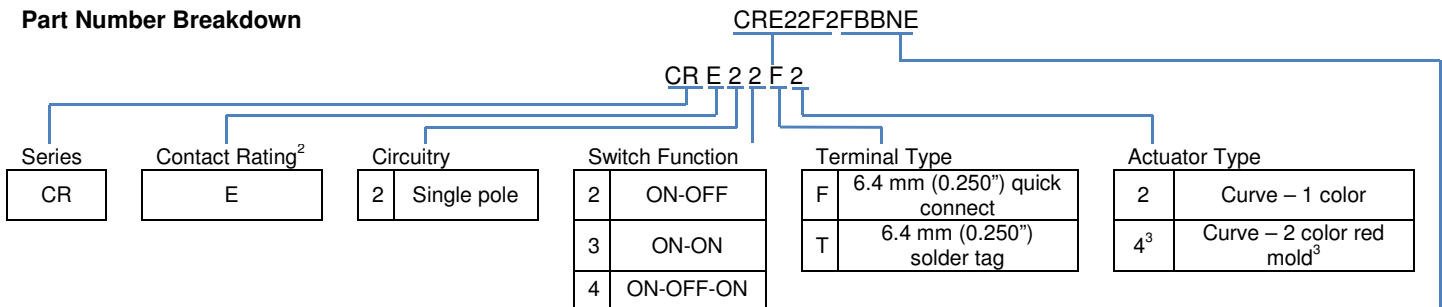 Part Number Breakdown
CRE22F2FBBNE
CR E 2 2 F 2
Series
CR
Contact Rating2
E
Circuitry
2 Single pole
Switch Function
2 ON-OFF
3 ON-ON
4 ON-OFF-ON
Terminal Type
F 6.4 mm (0.250”) quick
connect
T 6.4 mm (0.250”)
solder tag
Actuator Type
2 Curve – 1 color
4³ Curve – 2 color red
mold³